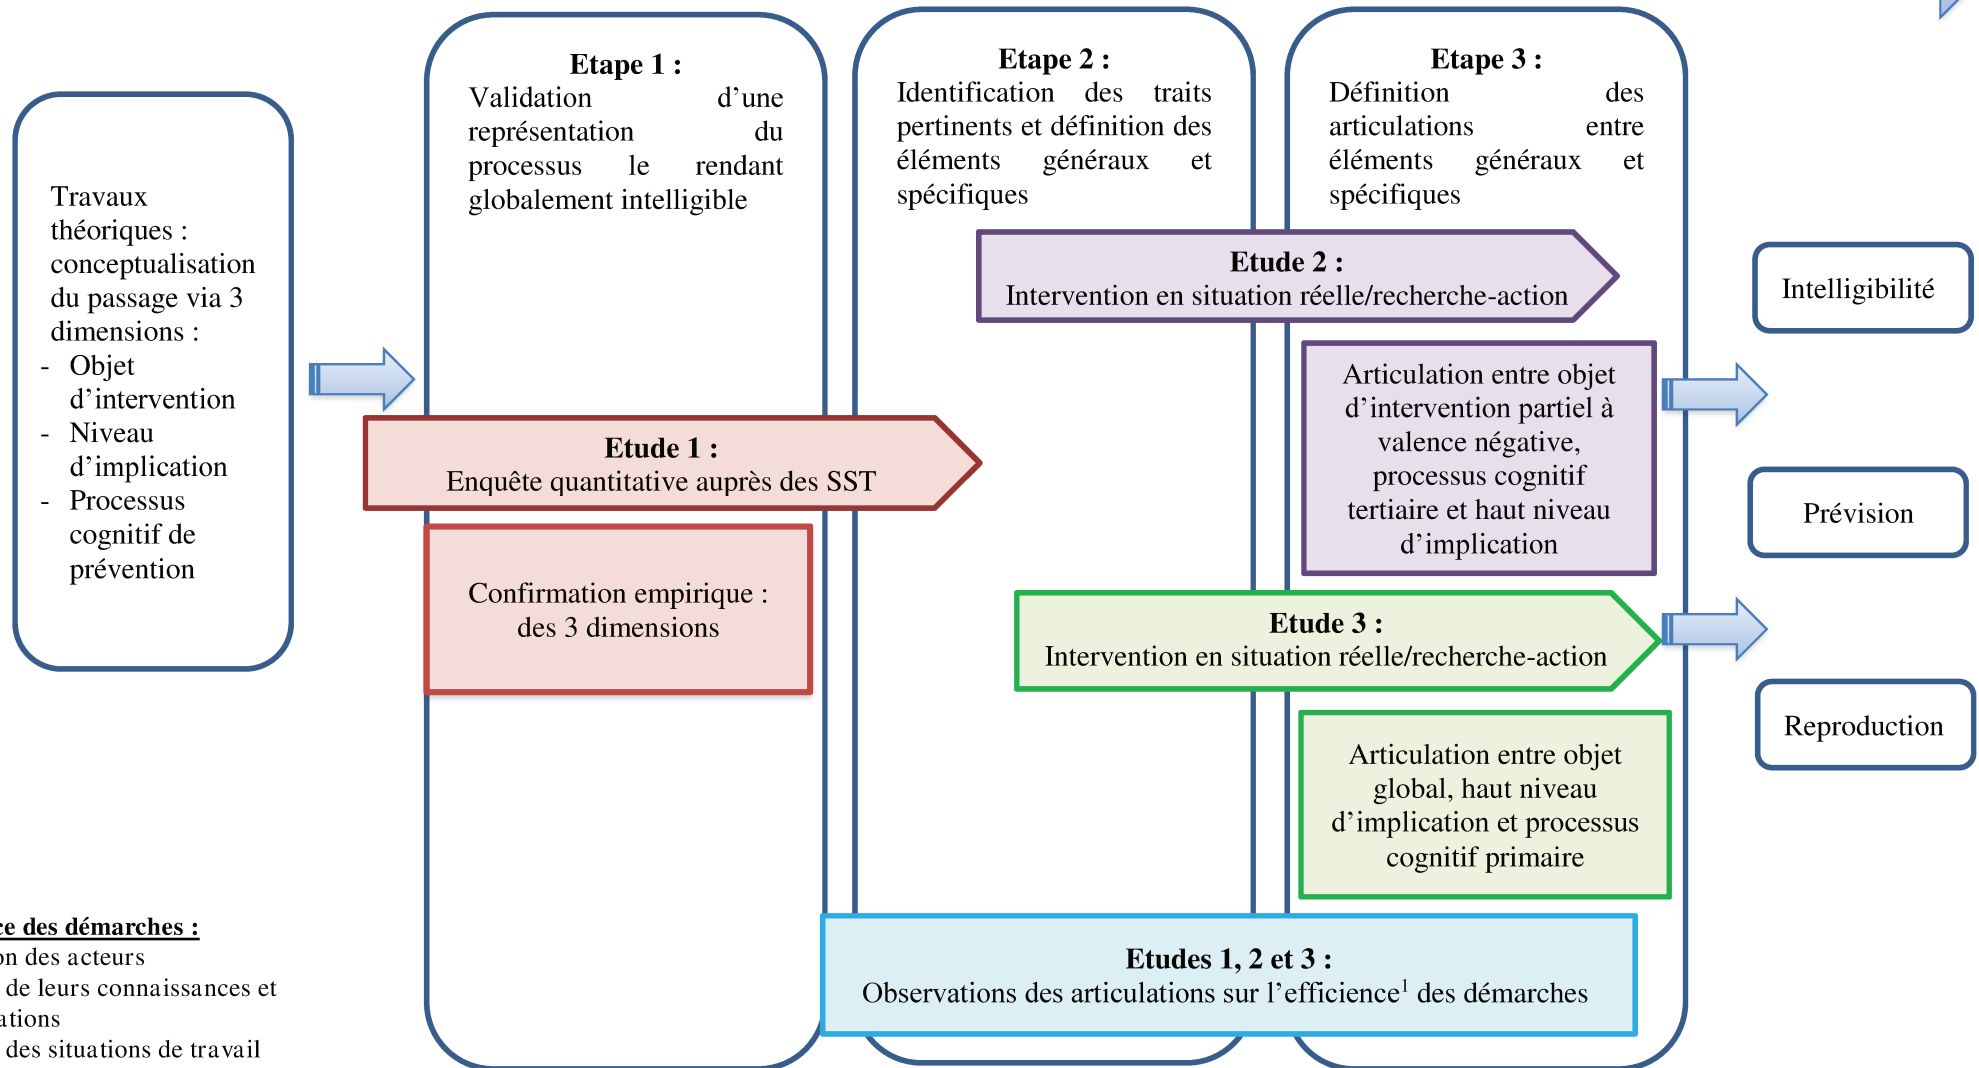 Travaux
théoriques :
conceptualisation
du passage via 3
dimensions :
- Objet
d’intervention
- Niveau
d’implication
- Processus
cognitif de
prévention
Etape 1 :
Validation d’une
représentation du
processus le rendant
globalement intelligible
Etape 2 :
Identification des traits
pertinents et définition des
éléments généraux et
spécifiques
Etape 3 :
Définition des
articulations entre
éléments généraux et
spécifiques
Etude 1 :
Enquête quantitative auprès des SST
Confirmation empirique :
des 3 dimensions
Etude 2 :
Intervention en situation réelle/recherche-action
Articulation entre objet
d’intervention partiel à
valence négative,
processus cognitif
tertiaire et haut niveau
d’implication
Etude 3 :
Intervention en situation réelle/recherche-action
Articulation entre objet
global, haut niveau
d’implication et processus
cognitif primaire
Etudes 1, 2 et 3 :
Observations des articulations sur l’efficience¹ des démarches
Intelligibilité
Prévision
Reproduction
des démarches :
des acteurs
de leurs connaissances et
des situations de travail